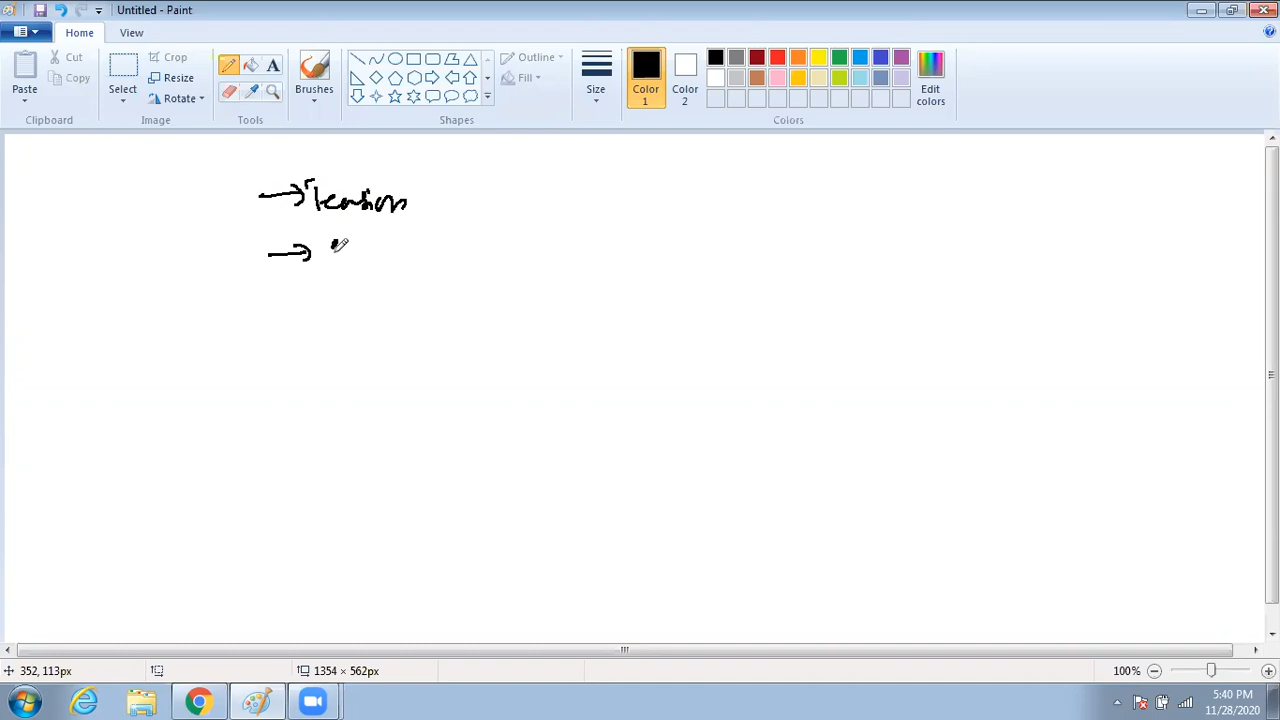 Untitled - Paint
Home View
Paste Cut Copy Select Crop Resize Rotate Brushes Outline Fill Size Color 1 Color 2 Edit colors
Clipboard Image Tools Shapes Colors
→ Tension
→
352, 113px 1354 × 562px 100%
5:40 PM
11/28/2020